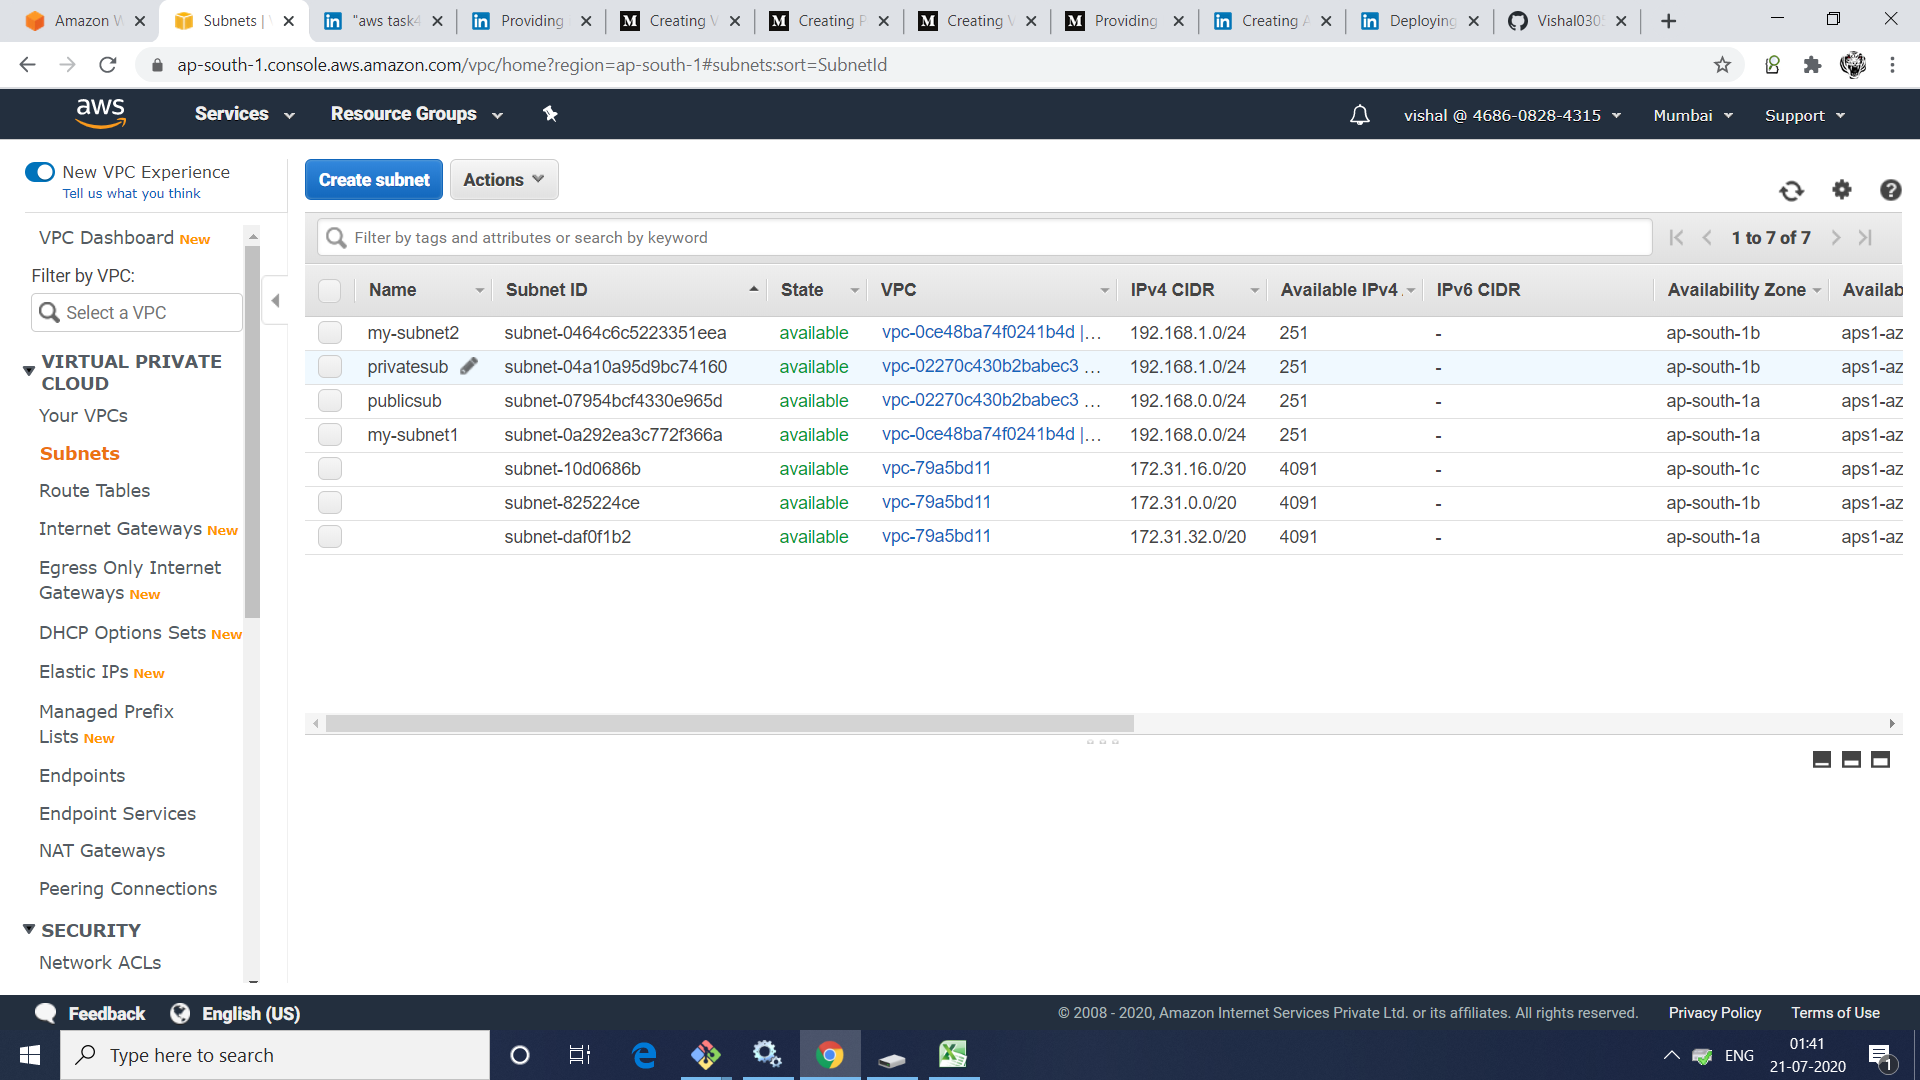 Amazon W
Subnets |
"aws task4
Providing
Creating V
Creating P
Creating V
Providing
Creating A
Deploying
Vishal030
ap-south-1.console.aws.amazon.com/vpc/home?region=ap-south-1#subnets:sort=SubnetId
aws
Services
Resource Groups
vishal @ 4686-0828-4315
Mumbai
Support
New VPC Experience
Tell us what you think
Create subnet
Actions
VPC Dashboard New
Filter by VPC:
Select a VPC
VIRTUAL PRIVATE
CLOUD
Your VPCs
Subnets
Route Tables
Internet Gateways New
Egress Only Internet
Gateways New
DHCP Options Sets New
Elastic IPs New
Managed Prefix
Lists New
Endpoints
Endpoint Services
NAT Gateways
Peering Connections
SECURITY
Network ACLs
Filter by tags and attributes or search by keyword
1 to 7 of 7
Name Subnet ID State VPC IPv4 CIDR Available IPv4 IPv6 CIDR Availability Zone Availab
my-subnet2 subnet-0464c6c5223351eea available vpc-0ce48ba74f0241b4d |... 192.168.1.0/24 251 - ap-south-1b aps1-az
privatesub subnet-04a10a95d9bc74160 available vpc-02270c430b2babec3 ... 192.168.1.0/24 251 - ap-south-1b aps1-az
publicsub subnet-07954bcf4330e965d available vpc-02270c430b2babec3 ... 192.168.0.0/24 251 - ap-south-1a aps1-az
my-subnet1 subnet-0a292ea3c772f366a available vpc-0ce48ba74f0241b4d |... 192.168.0.0/24 251 - ap-south-1a aps1-az
subnet-10d0686b available vpc-79a5bd11 172.31.16.0/20 4091 - ap-south-1c aps1-az
subnet-825224ce available vpc-79a5bd11 172.31.0.0/20 4091 - ap-south-1b aps1-az
subnet-daf0f1b2 available vpc-79a5bd11 172.31.32.0/20 4091 - ap-south-1a aps1-az
Feedback
English (US)
© 2008 - 2020, Amazon Internet Services Private Ltd. or its affiliates. All rights reserved.
Privacy Policy
Terms of Use
Type here to search
ENG
01:41
21-07-2020
1